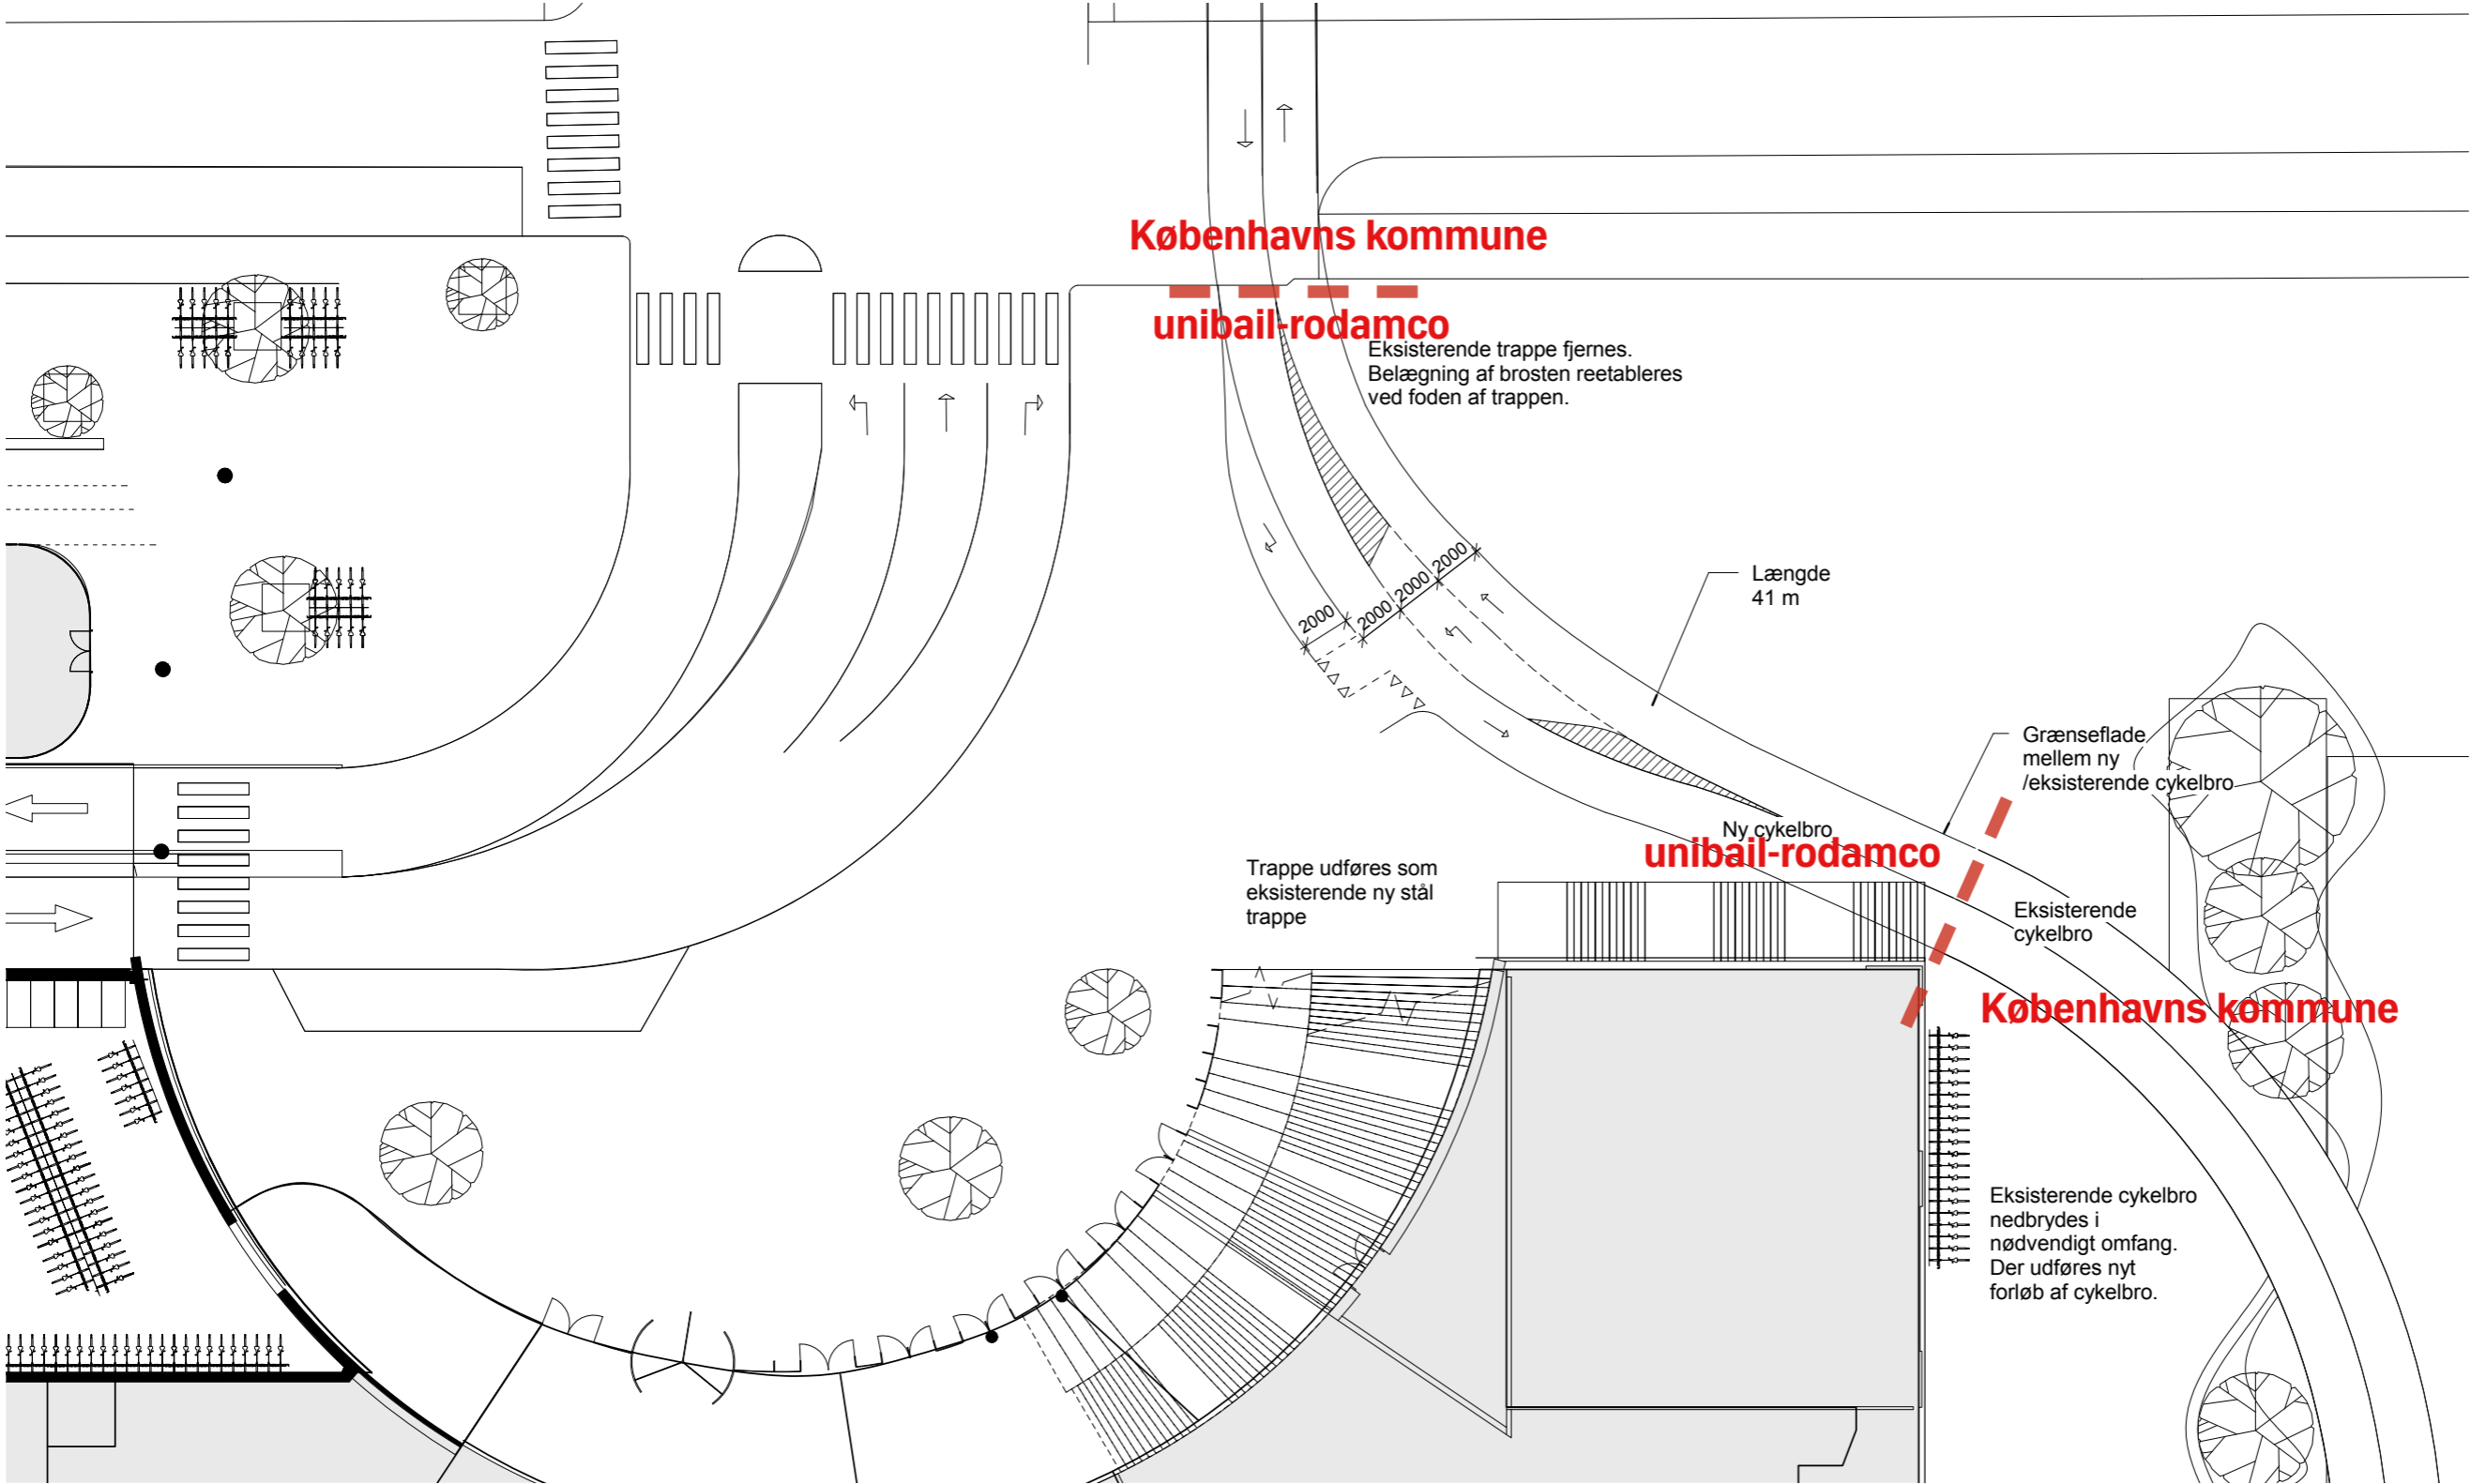 Københavns kommune
unibail-rodamco
Eksisterende trappe fjernes.
Belægning af brosten reetableres
ved foden af trappen.
2000
2000
2000
2000
Længde
41 m
Grænseflade
mellem ny
/eksisterende cykelbro
Ny cykelbro
unibail-rodamco
Trappe udføres som
eksisterende ny stål
trappe
Eksisterende
cykelbro
Københavns kommune
Eksisterende cykelbro
nedbrydes i
nødvendigt omfang.
Der udføres nyt
forløb af cykelbro.